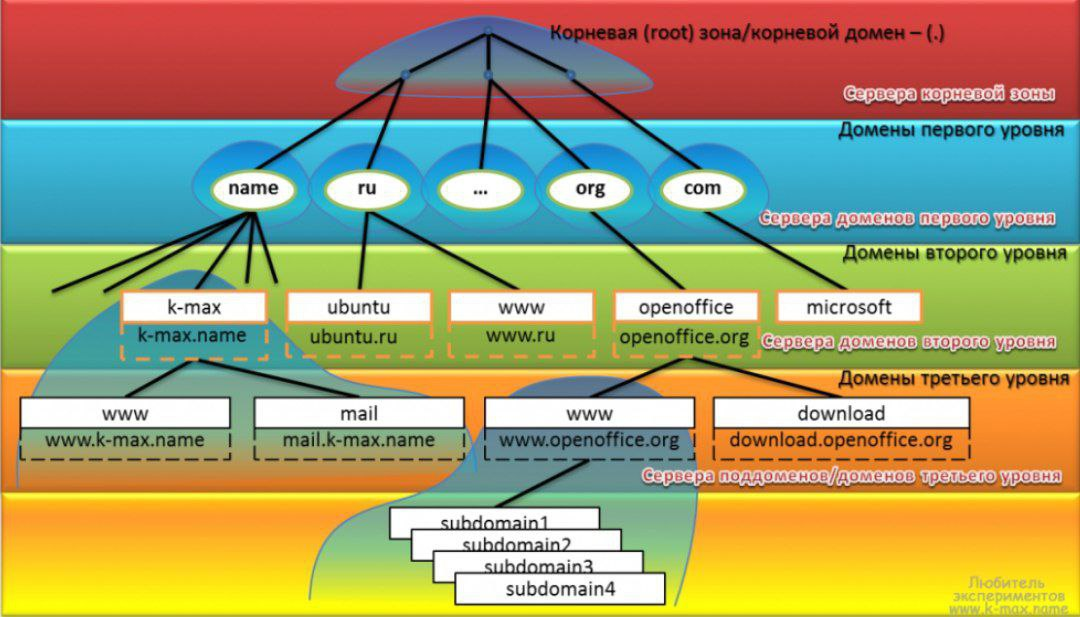 Корневая (root) зона/корневой домен – (.)
Сервера корневой зоны
Домены первого уровня
name
ru
...
org
com
Сервера доменов первого уровня
Домены второго уровня
k-max
ubuntu
www
openoffice
microsoft
k-max.name
ubuntu.ru
www.ru
openoffice.org
Сервера доменов второго уровня
Домены третьего уровня
www
mail
www
download
www.k-max.name
mail.k-max.name
www.openoffice.org
download.openoffice.org
Сервера поддоменов/доменов третьего уровня
subdomain1
subdomain2
subdomain3
subdomain4
Любитель
экспериментов
www.k-max.name